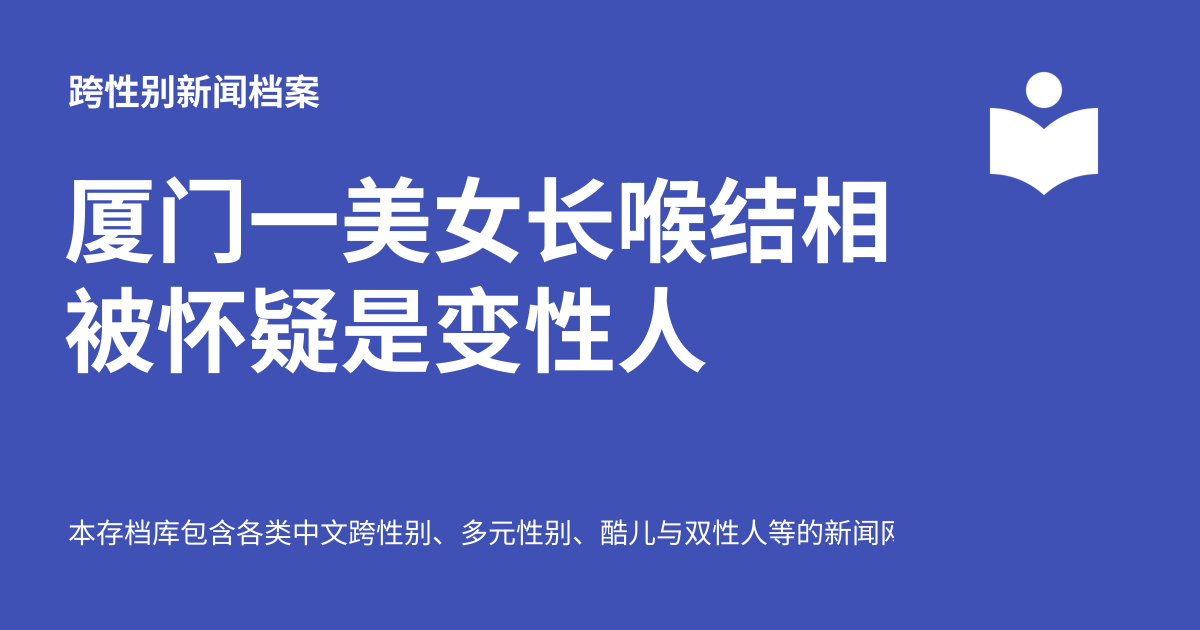 跨性别新闻档案
厦门一美女长喉结相
被怀疑是变性人
本存档库包含各类中文跨性别、多元性别、酷儿与双性人等的新闻